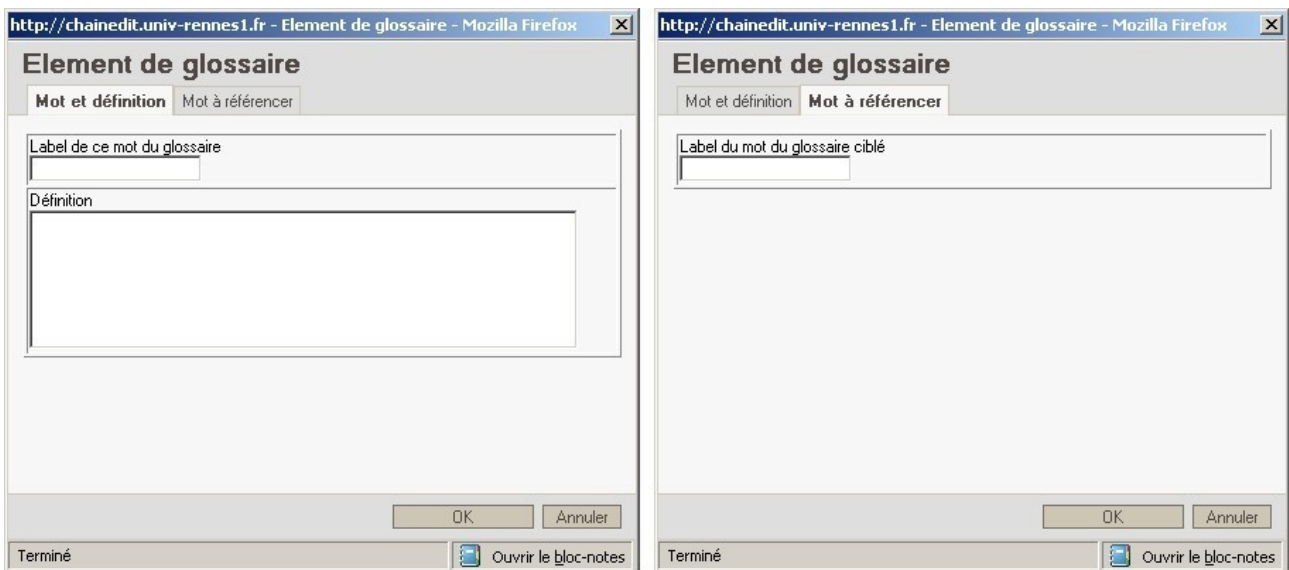 http://chainedit.univ-rennes1.fr - Element de glossaire - Mozilla Firefox
Element de glossaire
Mot et définition Mot à référencer
Label de ce mot du glossaire
Définition
OK Annuler
Terminé Ouvrir le bloc-notes
http://chainedit.univ-rennes1.fr - Element de glossaire - Mozilla Firefox
Element de glossaire
Mot et définition Mot à référencer
Label du mot du glossaire ciblé
OK Annuler
Terminé Ouvrir le bloc-notes